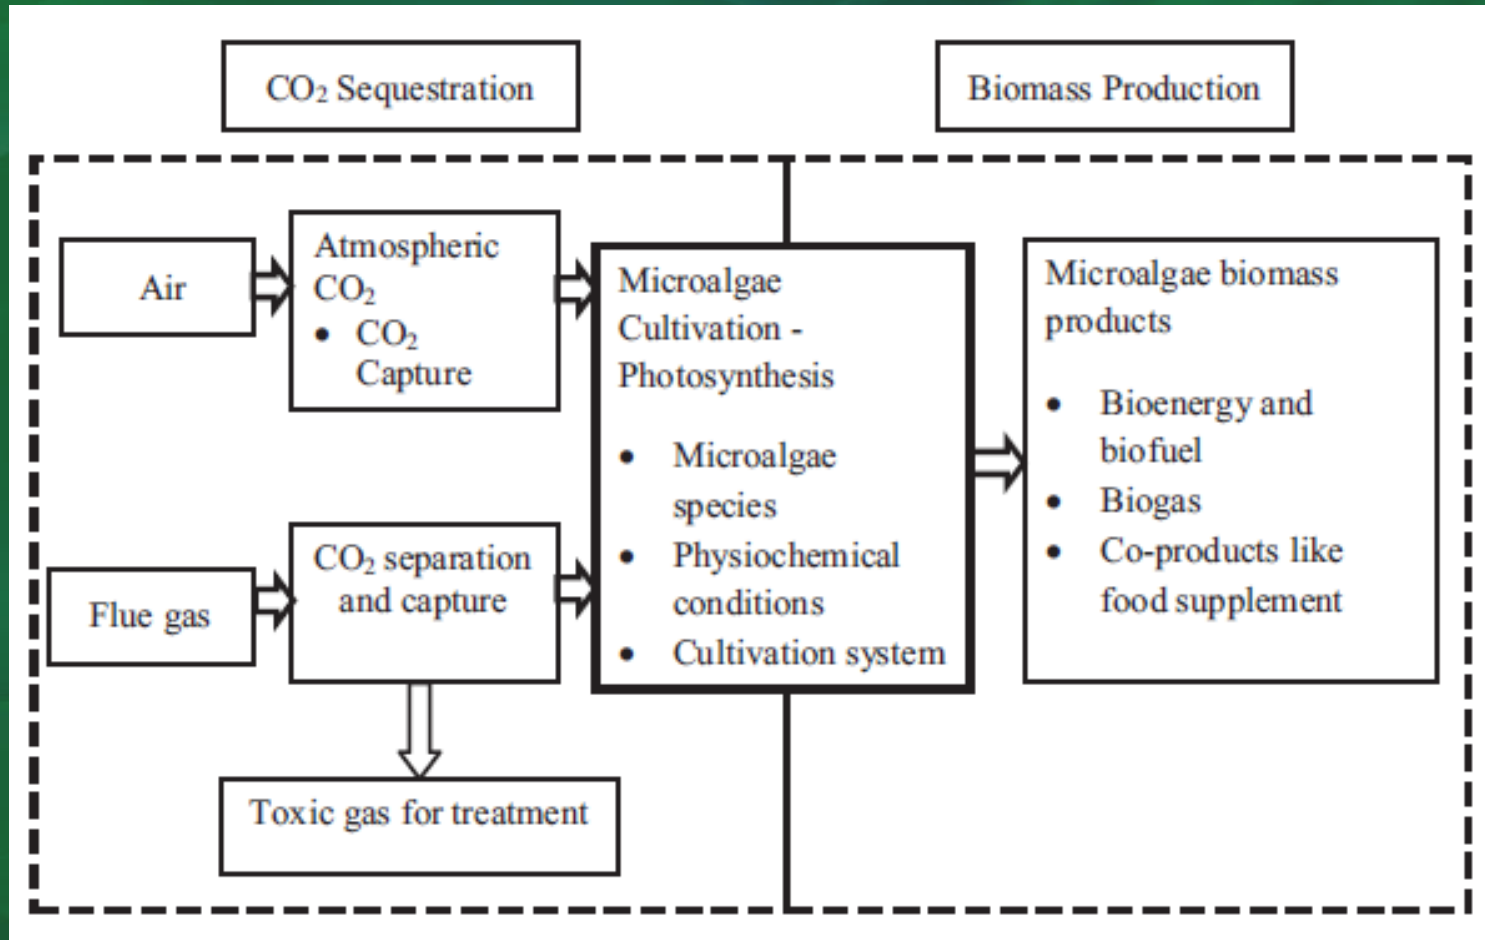 CO₂ Sequestration
Biomass Production
Air
Atmospheric
CO₂
• CO₂
Capture
Flue gas
CO₂ separation
and capture
Toxic gas for treatment
Microalgae
Cultivation -
Photosynthesis
• Microalgae
species
• Physiochemical
conditions
• Cultivation system
Microalgae biomass
products
• Bioenergy and
biofuel
• Biogas
• Co-products like
food supplement